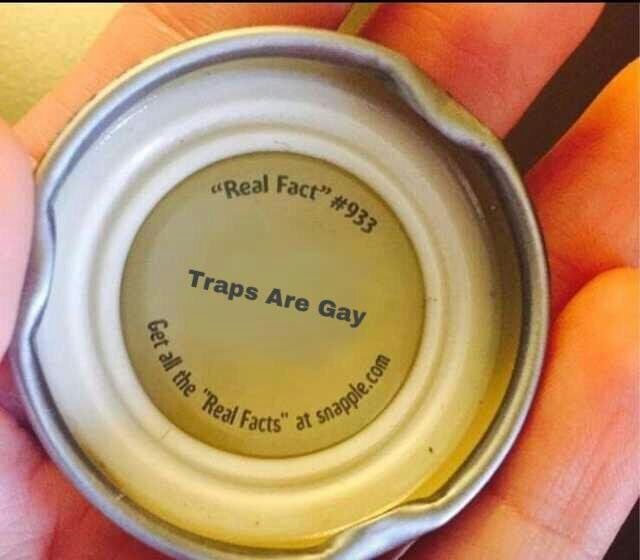 “Real Fact” #933
Traps Are Gay
Get all the "Real Facts" at snapple.com